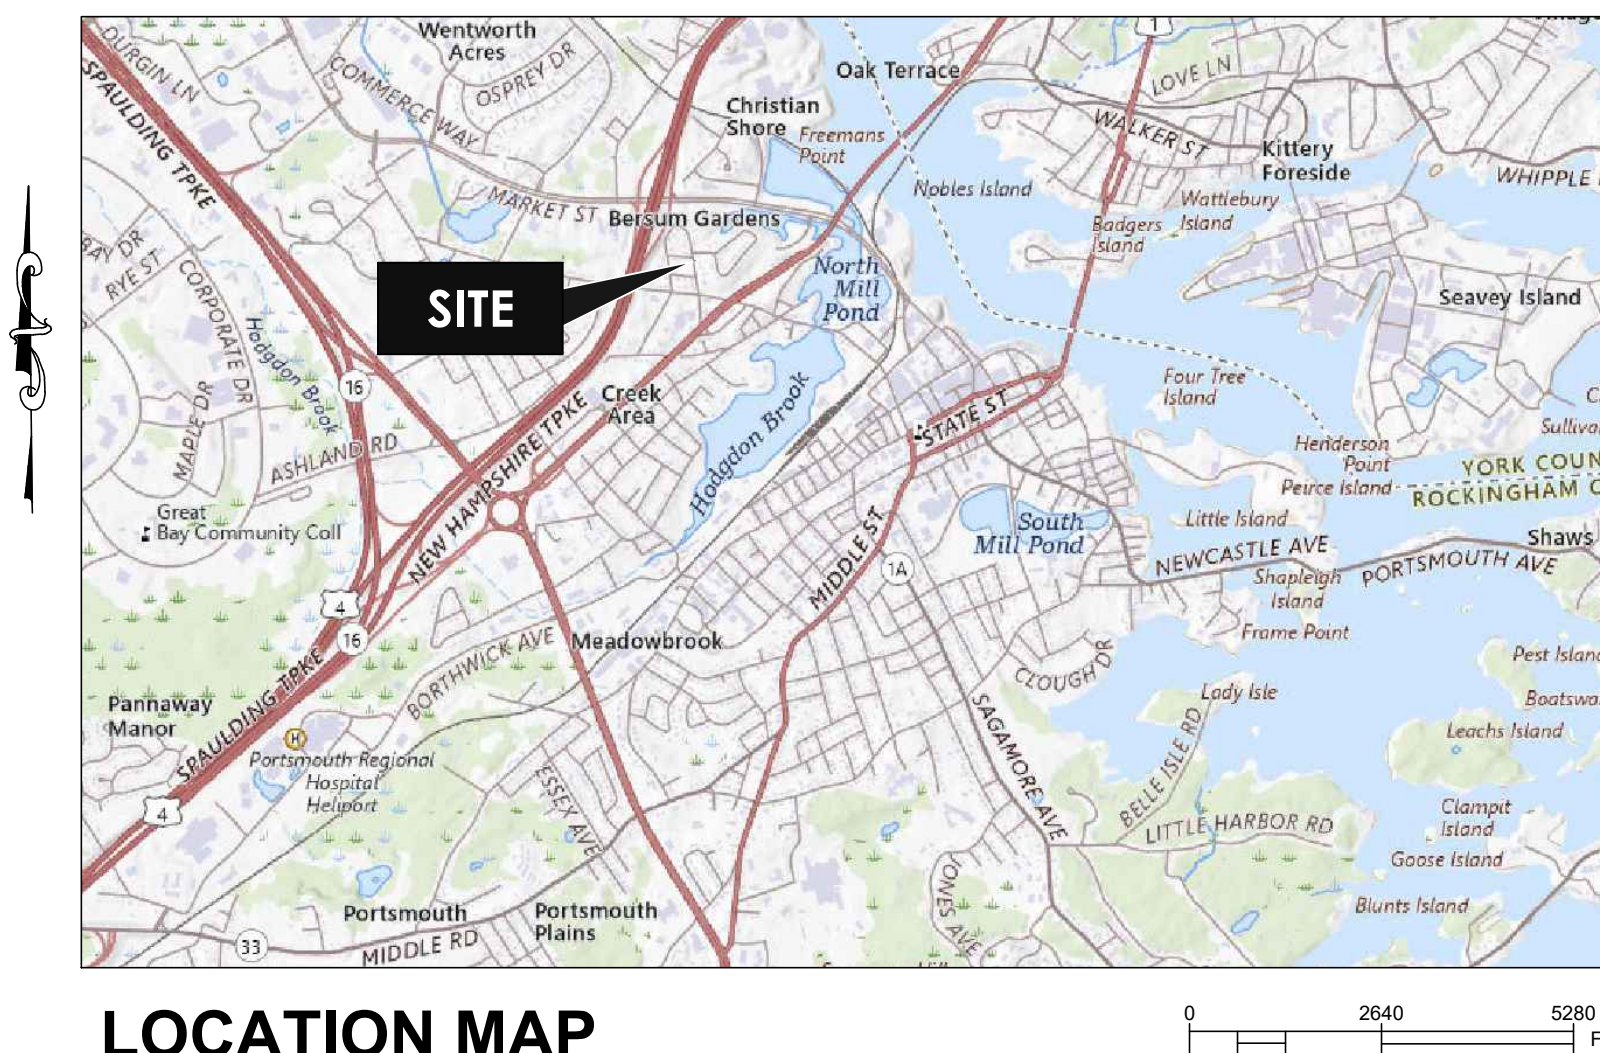 Wentworth
Acres
DURGIN LN
SPAULDING TPKE
COMMERCE WAY
OSPREY DR
Christian
Shore
Freemans
Point
Oak Terrace
1
LOVE LN
WALKER ST
Kittery
Foreside
WHIPPLE
MARKET ST
Bersum Gardens
Nobles Island
Wattlebury
Island
Badgers
Island
BAY DR
RYE ST
CORPORATE DR
SITE
North
Mill
Pond
Seavey Island
Hodgdon Brook
16
MAPLE DR
ASHLAND RD
Creek
Area
Hodgdon Brook
STATE ST
Four Tree
Island
Henderson
Point
Peirce Island
YORK COUN
ROCKINGHAM C
Great
Bay Community Coll
NEW HAMPSHIRE TPKE
MIDDLE ST
1A
South
Mill Pond
Little Island
NEWCASTLE AVE
Shapleigh
Island
PORTSMOUTH AVE
Shaws
4
16
Frame Point
Meadowbrook
BORTHWICK AVE
CLOUGH DR
Pest Island
Pannaway
Manor
SPAULDING TPKE
H
Portsmouth Regional
Hospital
Heliport
Lady Isle
Boatswa
Leachs Island
SAGAMORE AVE
BELLE ISLE RD
4
ESSEX AVE
LITTLE HARBOR RD
Clampit
Island
Goose Island
JONES AVE
Blunts Island
Portsmouth
Portsmouth
Plains
33
MIDDLE RD
LOCATION MAP
0 2640 5280